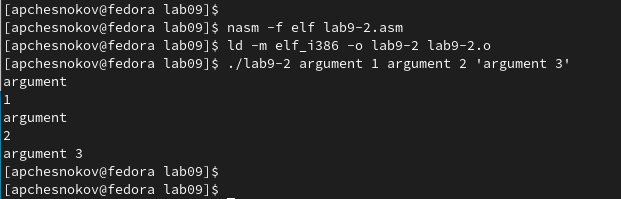 [apchesnokov@fedora lab09]$
[apchesnokov@fedora lab09]$ nasm -f elf lab9-2.asm
[apchesnokov@fedora lab09]$ ld -m elf_i386 -o lab9-2 lab9-2.o
[apchesnokov@fedora lab09]$ ./lab9-2 argument 1 argument 2 'argument 3'
argument
1
argument
2
argument 3
[apchesnokov@fedora lab09]$
[apchesnokov@fedora lab09]$